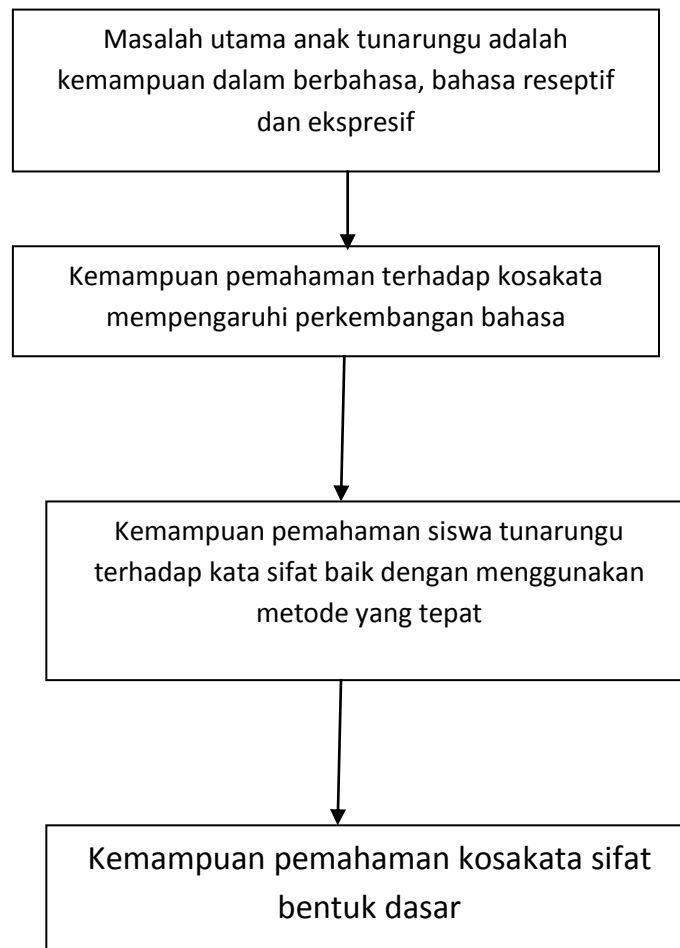 Masalah utama anak tunarungu adalah
kemampuan dalam berbahasa, bahasa reseptif
dan ekspresif
Kemampuan pemahaman terhadap kosakata
mempengaruhi perkembangan bahasa
Kemampuan pemahaman siswa tunarungu
terhadap kata sifat baik dengan menggunakan
metode yang tepat
Kemampuan pemahaman kosakata sifat
bentuk dasar